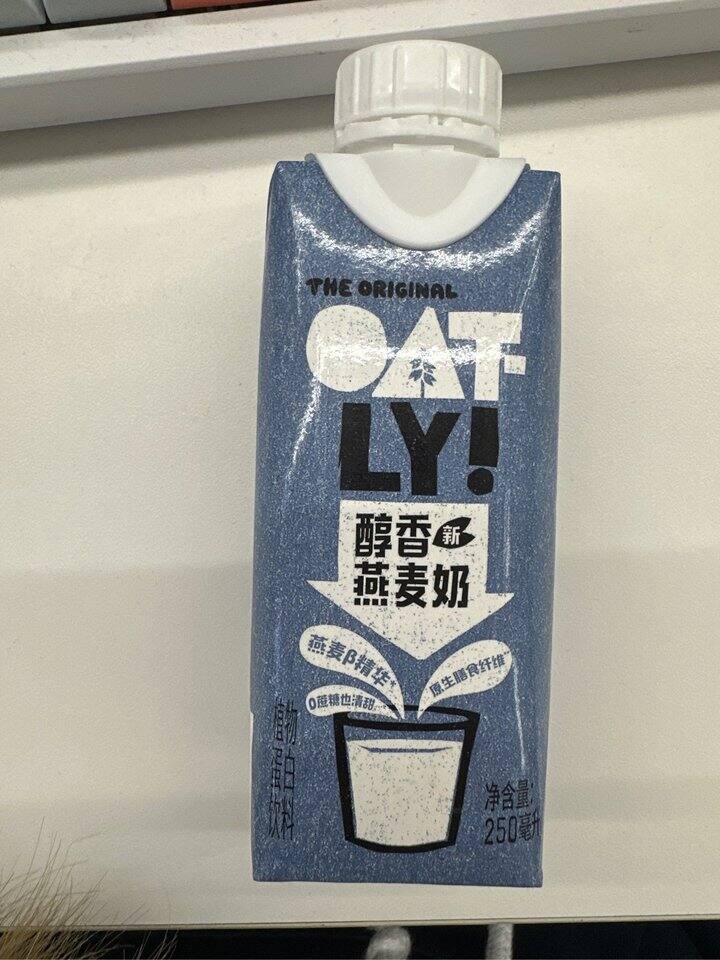 THE ORIGINAL
OAT-
LY!
醇香 新
燕麦奶
燕麦β精华*
原生膳食纤维**
0蔗糖也清甜
植物
蛋白
饮料
净含量:
250毫升